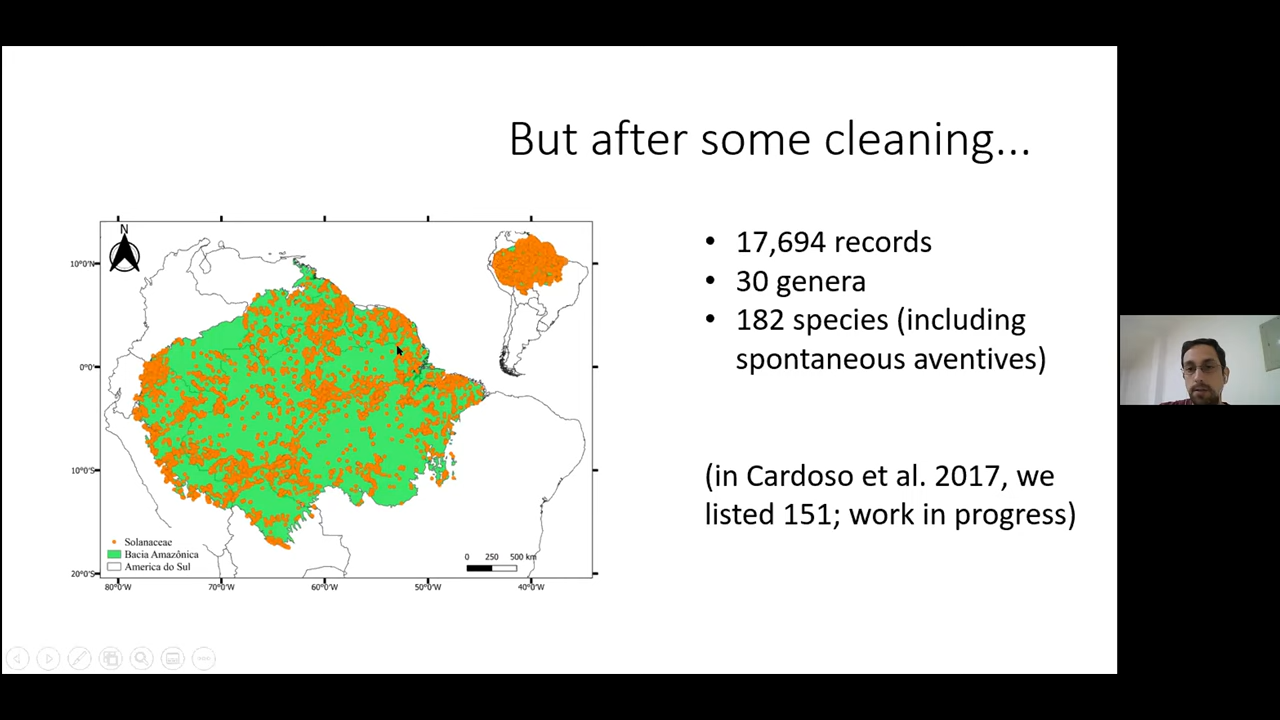 But after some cleaning...
• 17,694 records
• 30 genera
• 182 species (including
spontaneous aventives)
(in Cardoso et al. 2017, we
listed 151; work in progress)
N
10°0'N
0°0'
10°0'S
20°0'S
80°0'W
70°0'W
60°0'W
50°0'W
40°0'W
Solanaceae
Bacia Amazônica
America do Sul
0 250 500 km